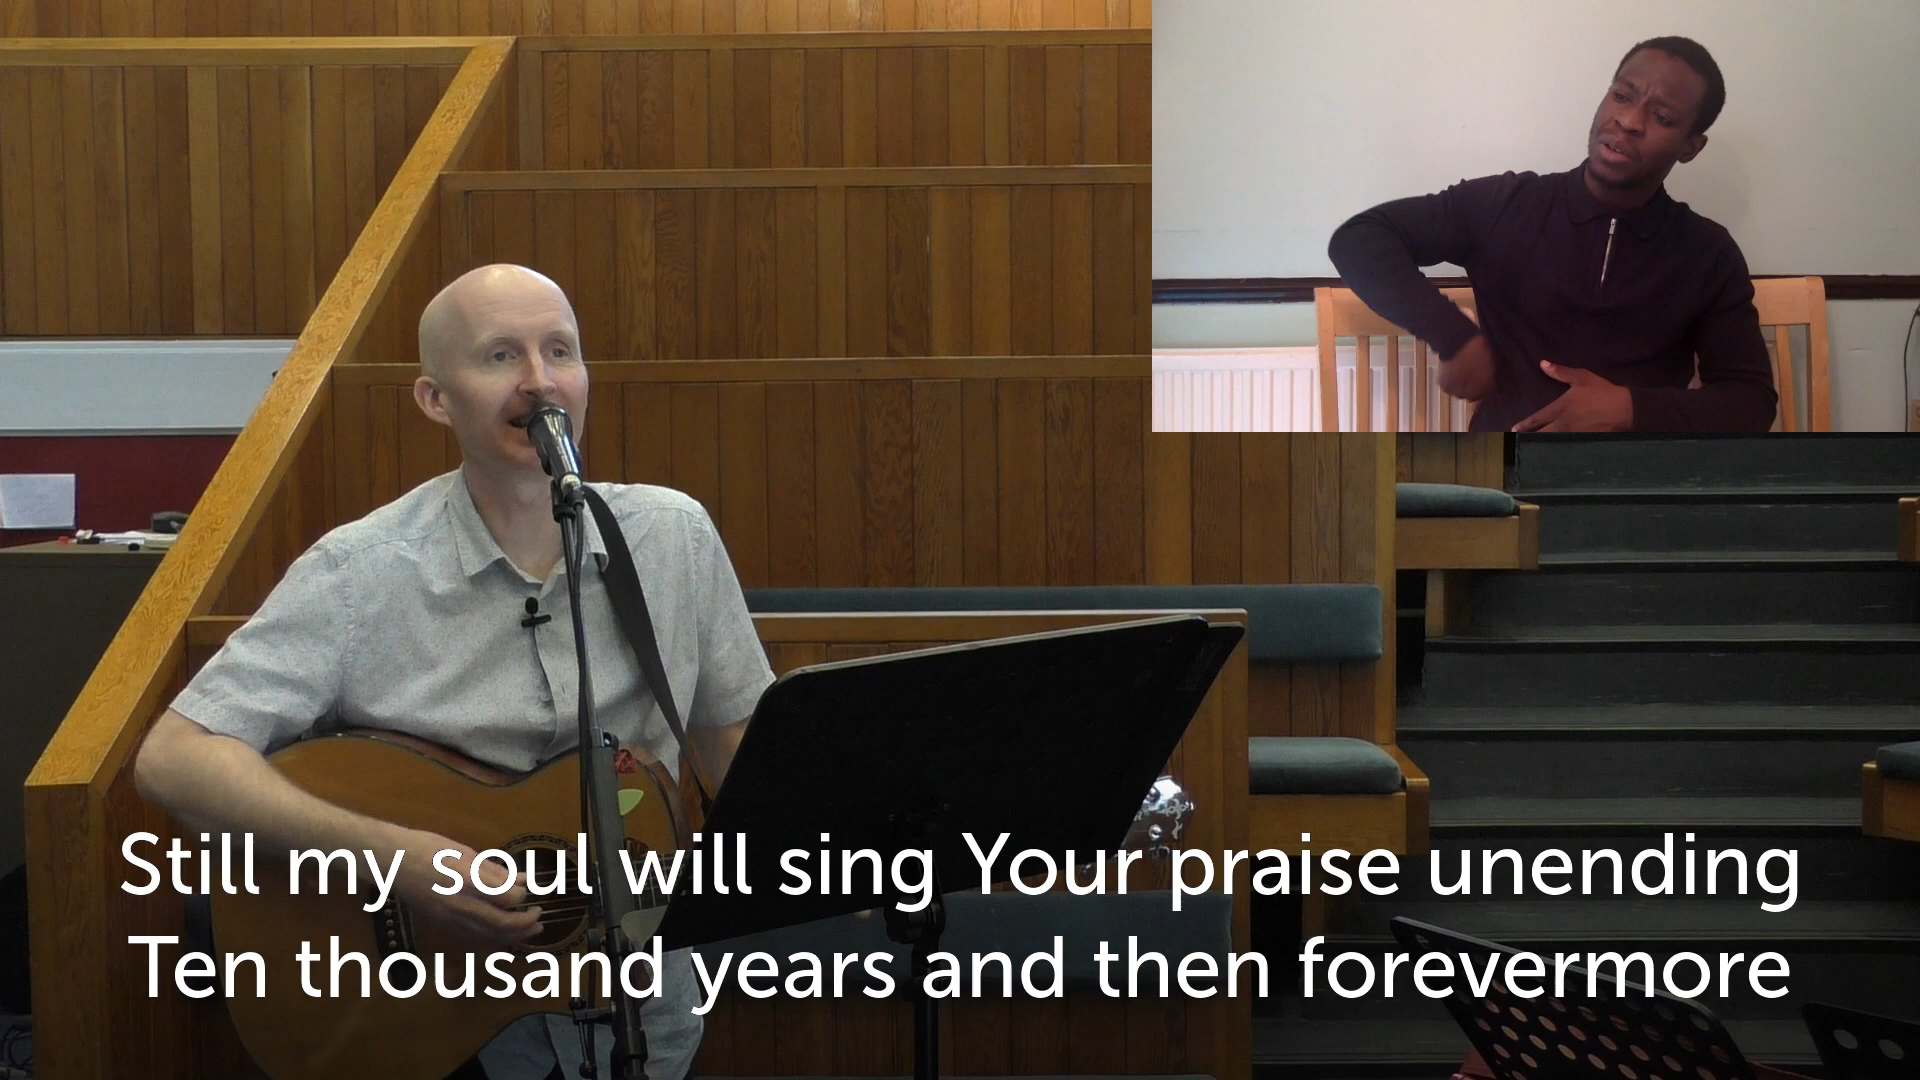 Still my soul will sing Your praise unending
Ten thousand years and then forevermore